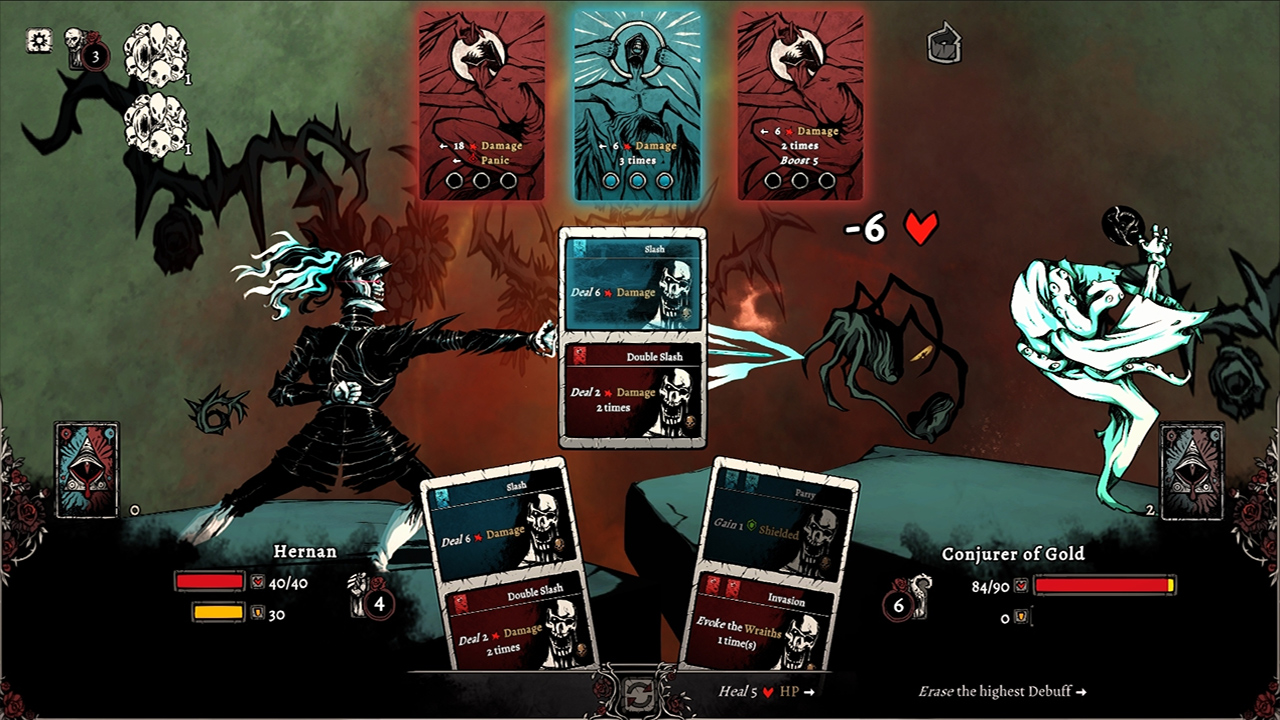 3
1
1
← 18 Damage
← Panic
← 6 Damage
3 times
← 6 Damage
2 times
Boost 5
-6
Slash
Deal 6 Damage
Double Slash
Deal 2 Damage
2 times
Slash
Deal 6 Damage
Double Slash
Deal 2 Damage
2 times
Parry
Gain 1 Shielded
Invasion
Evoke the Wraiths
1 time(s)
0
Hernan
40/40
30
4
2
Conjurer of Gold
84/90
6
0
Heal 5 HP →
Erase the highest Debuff →